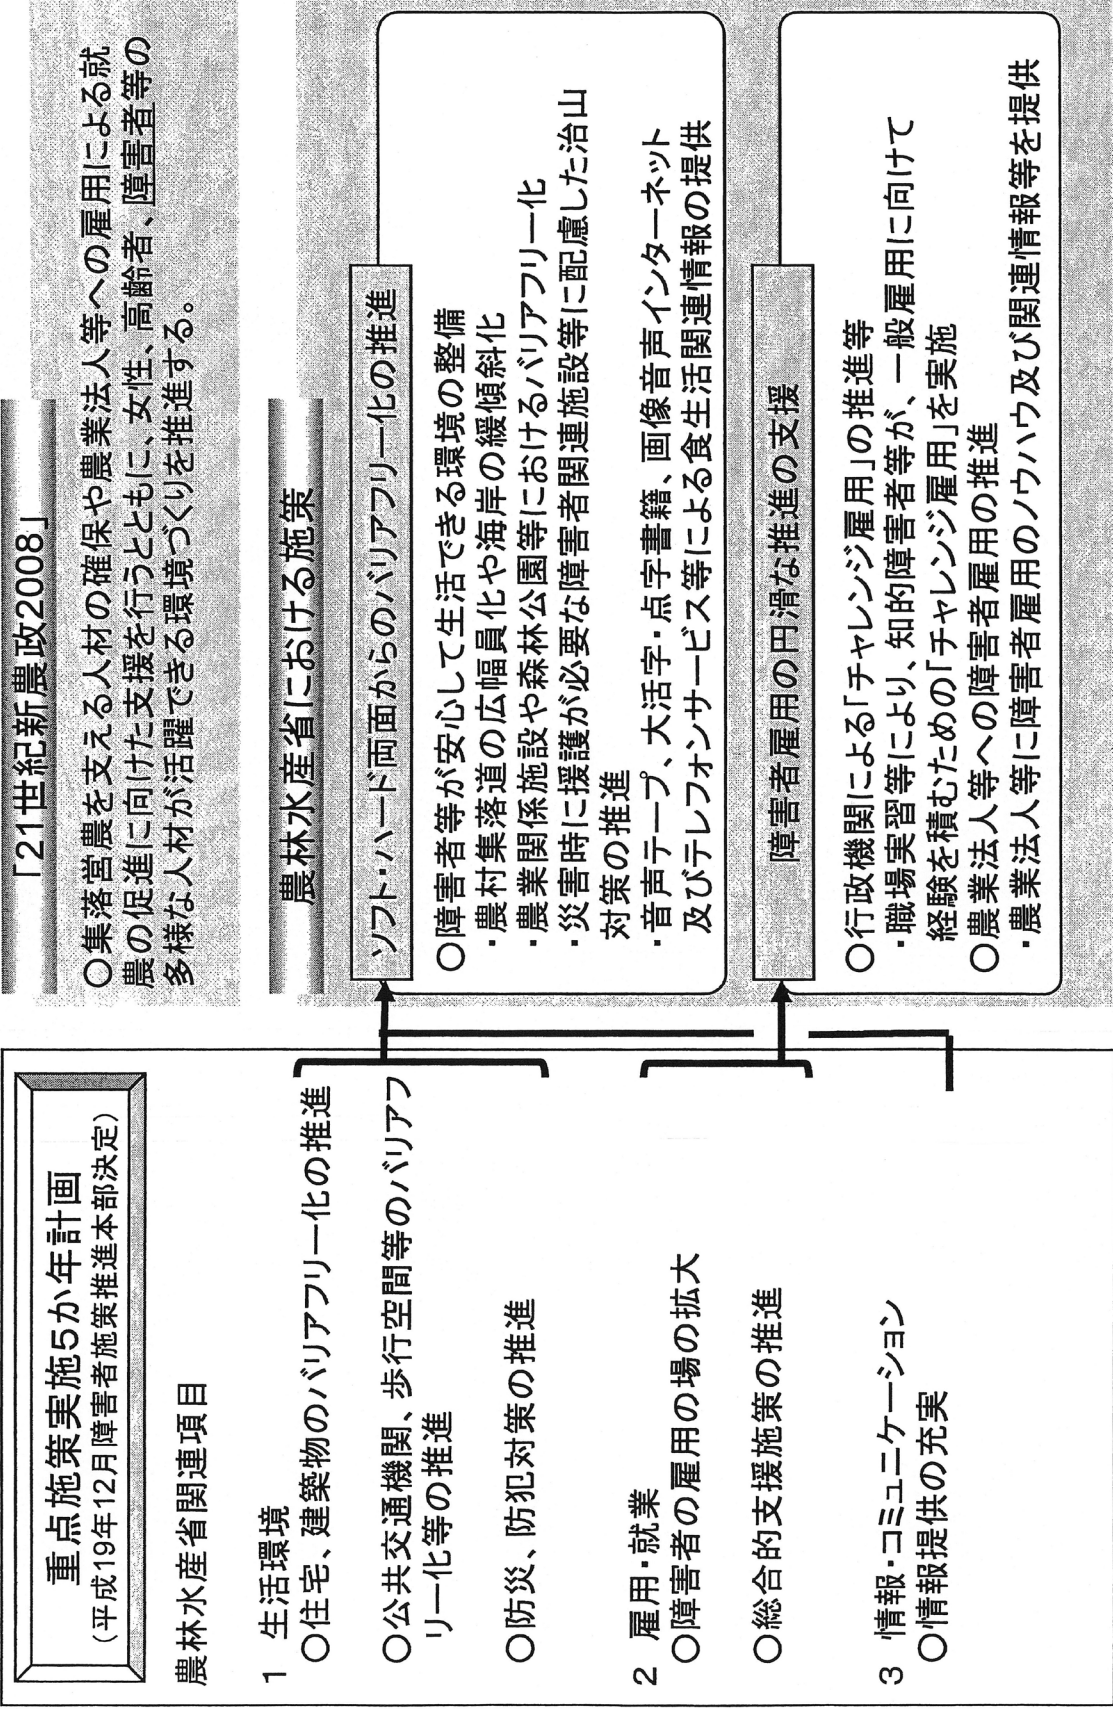 重点施策実施5か年計画
（平成19年12月障害者施策推進本部決定）
農林水産省関連項目
1 生活環境
○住宅、建築物のバリアフリー化の推進
○公共交通機関、歩行空間等のバリアフ
リー化等の推進
○防災、防犯対策の推進
2 雇用・就業
○障害者の雇用の場の拡大
○総合的支援施策の推進
3 情報・コミュニケーション
○情報提供の充実
「21世紀新農政2008」
○集落営農を支える人材の確保や農業法人等への雇用による就
農の促進に向けた支援を行うとともに、女性、高齢者、障害者等の
多様な人材が活躍できる環境づくりを推進する。
農林水産省における施策
ソフト・ハード両面からのバリアフリー化の推進
○障害者等が安心して生活できる環境の整備
・農村集落道の広幅員化や海岸の緩傾斜化
・農業関係施設や森林公園等におけるバリアフリー化
・災害時に援護が必要な障害者関連施設等に配慮した治山
対策の推進
・音声テープ、大活字・点字書籍、画像音声インターネット
及びテレフォンサービス等による食生活関連情報の提供
障害者雇用の円滑な推進の支援
○行政機関による「チャレンジ雇用」の推進等
・職場実習等により、知的障害者等が、一般雇用に向けて
経験を積むための「チャレンジ雇用」を実施
○農業法人等への障害者雇用の推進
・農業法人等に障害者雇用のノウハウ及び関連情報等を提供